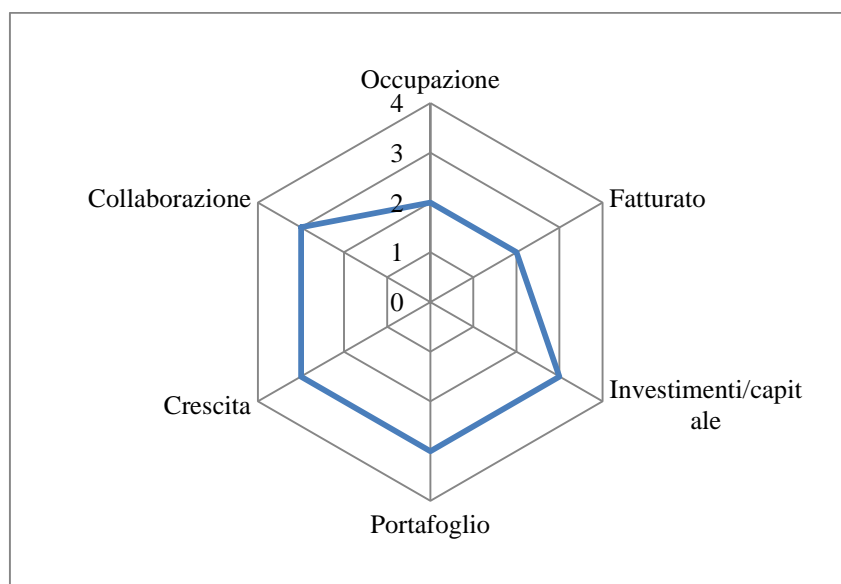 Occupazione
4
3
Collaborazione
2
Fatturato
1
0
Investimenti/capit
ale
Crescita
Portafoglio